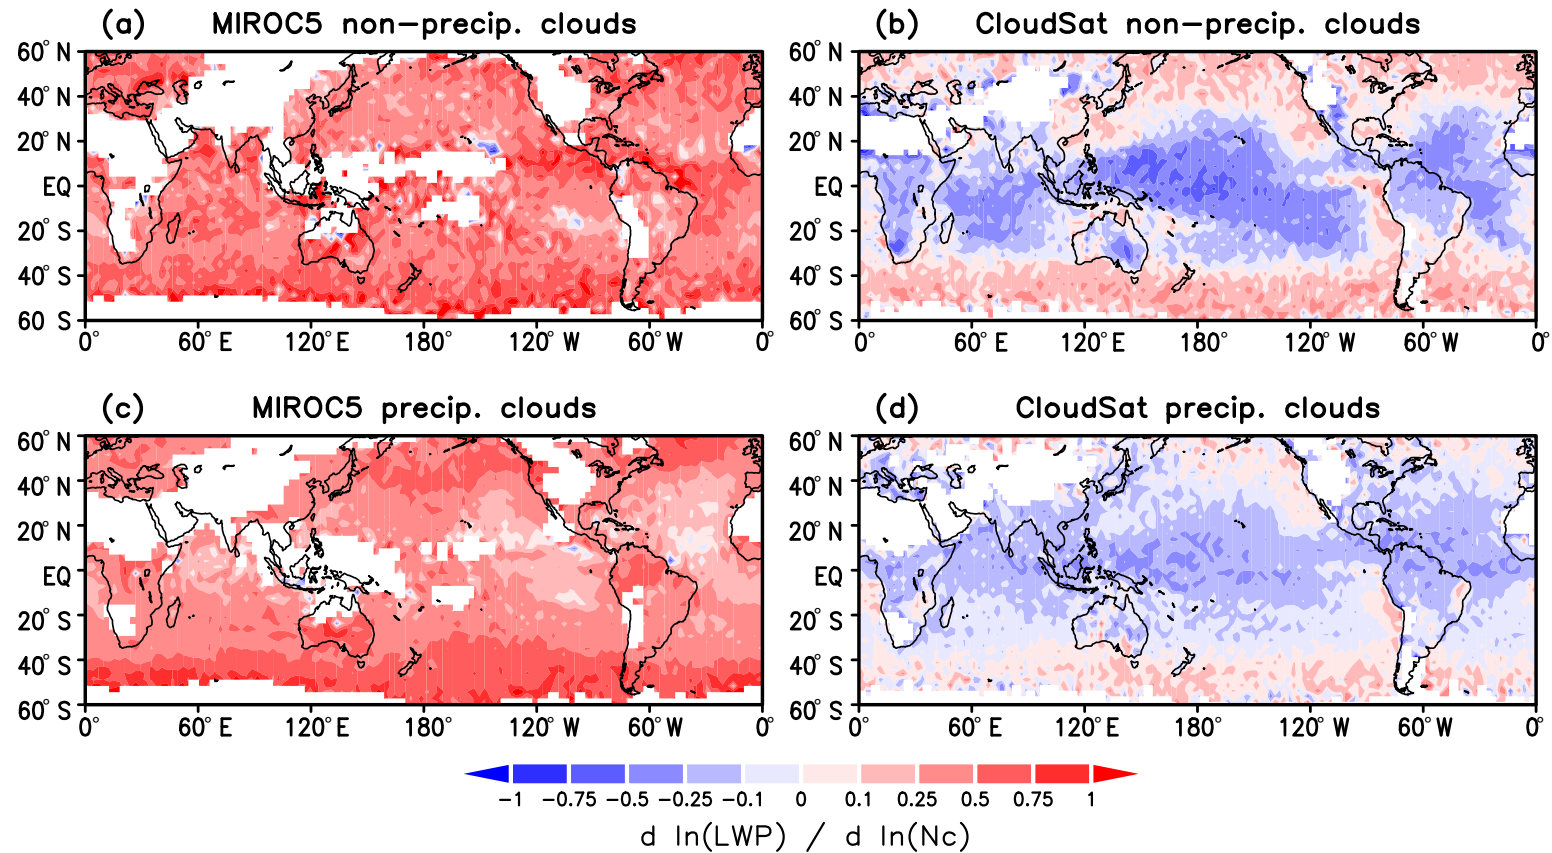 (a) MIROC5 non-precip. clouds
60° N
40° N
20° N
EQ
20° S
40° S
60 S
0 60° E 120° E 180° 120° W 60° W 0°
(b) CloudSat non-precip. clouds
60° N
40° N
20° N
EQ
20° S
40° S
60° S
0° 60° E 120° E 180° 120° W 60° W 0°
(c) MIROC5 precip. clouds
60° N
40° N
20° N
EQ
20° S
40° S
60° S
0 60° E 120° E 180° 120° W 60° W 0°
(d) CloudSat precip. clouds
60° N
40° N
20° N
EQ
20° S
40° S
60° S
0 60° E 120° E 180° 120° W 60° W 0°
-1 -0.75 -0.5 -0.25 -0.1 0 0.1 0.25 0.5 0.75 1
d ln(LWP) / d ln(Nc)